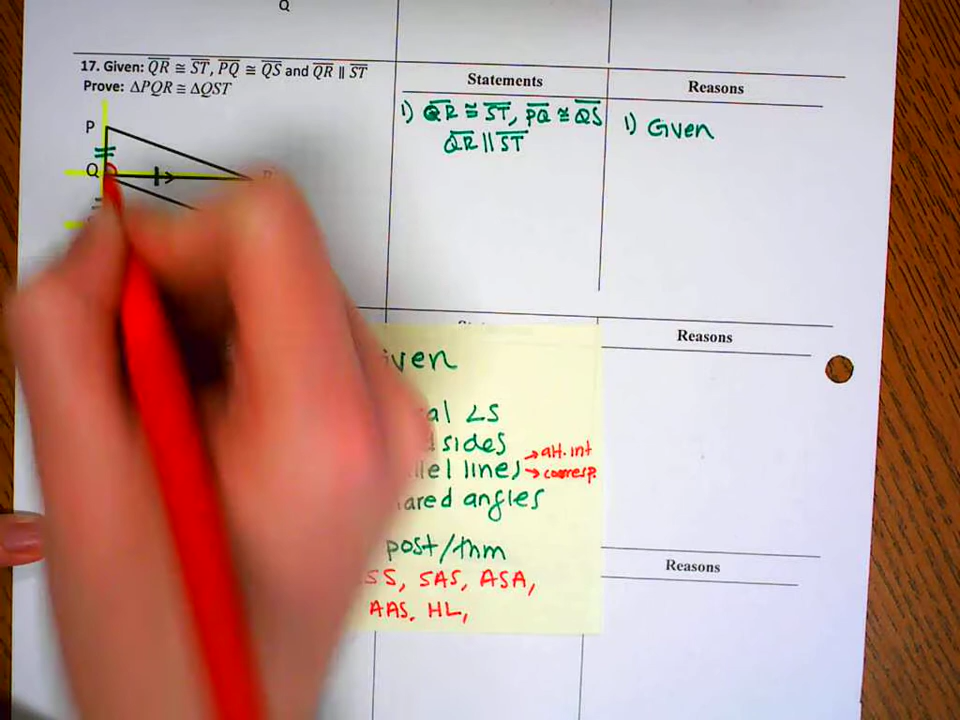 Q
17. Given: QR ≅ ST, PQ ≅ QS and QR ∥ ST
Prove: ΔPQR ≅ ΔQST
P
Q
Statements
1) QR ≅ ST, PQ ≅ QS
QR ∥ ST
Reasons
1) Given
Reasons
iven
al ∠S
sides
lel lines → alt. int
→ corresp.
ared angles
post/thm
SS, SAS, ASA,
AAS, HL,
Reasons